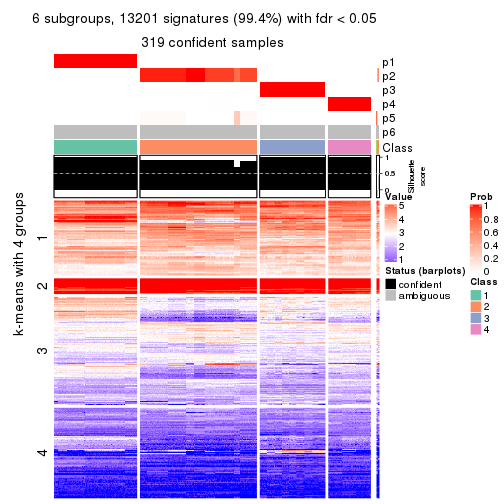 6 subgroups, 13201 signatures (99.4%) with fdr < 0.05
319 confident samples
p1
p2
p3
p4
p5
p6
Class
1
0.5
0
Silhouette
score
k-means with 4 groups
1
2
3
4
Value
5
4
3
2
1
Status (barplots)
confident
ambiguous
Prob
1
0.8
0.6
0.4
0.2
0
Class
1
2
3
4